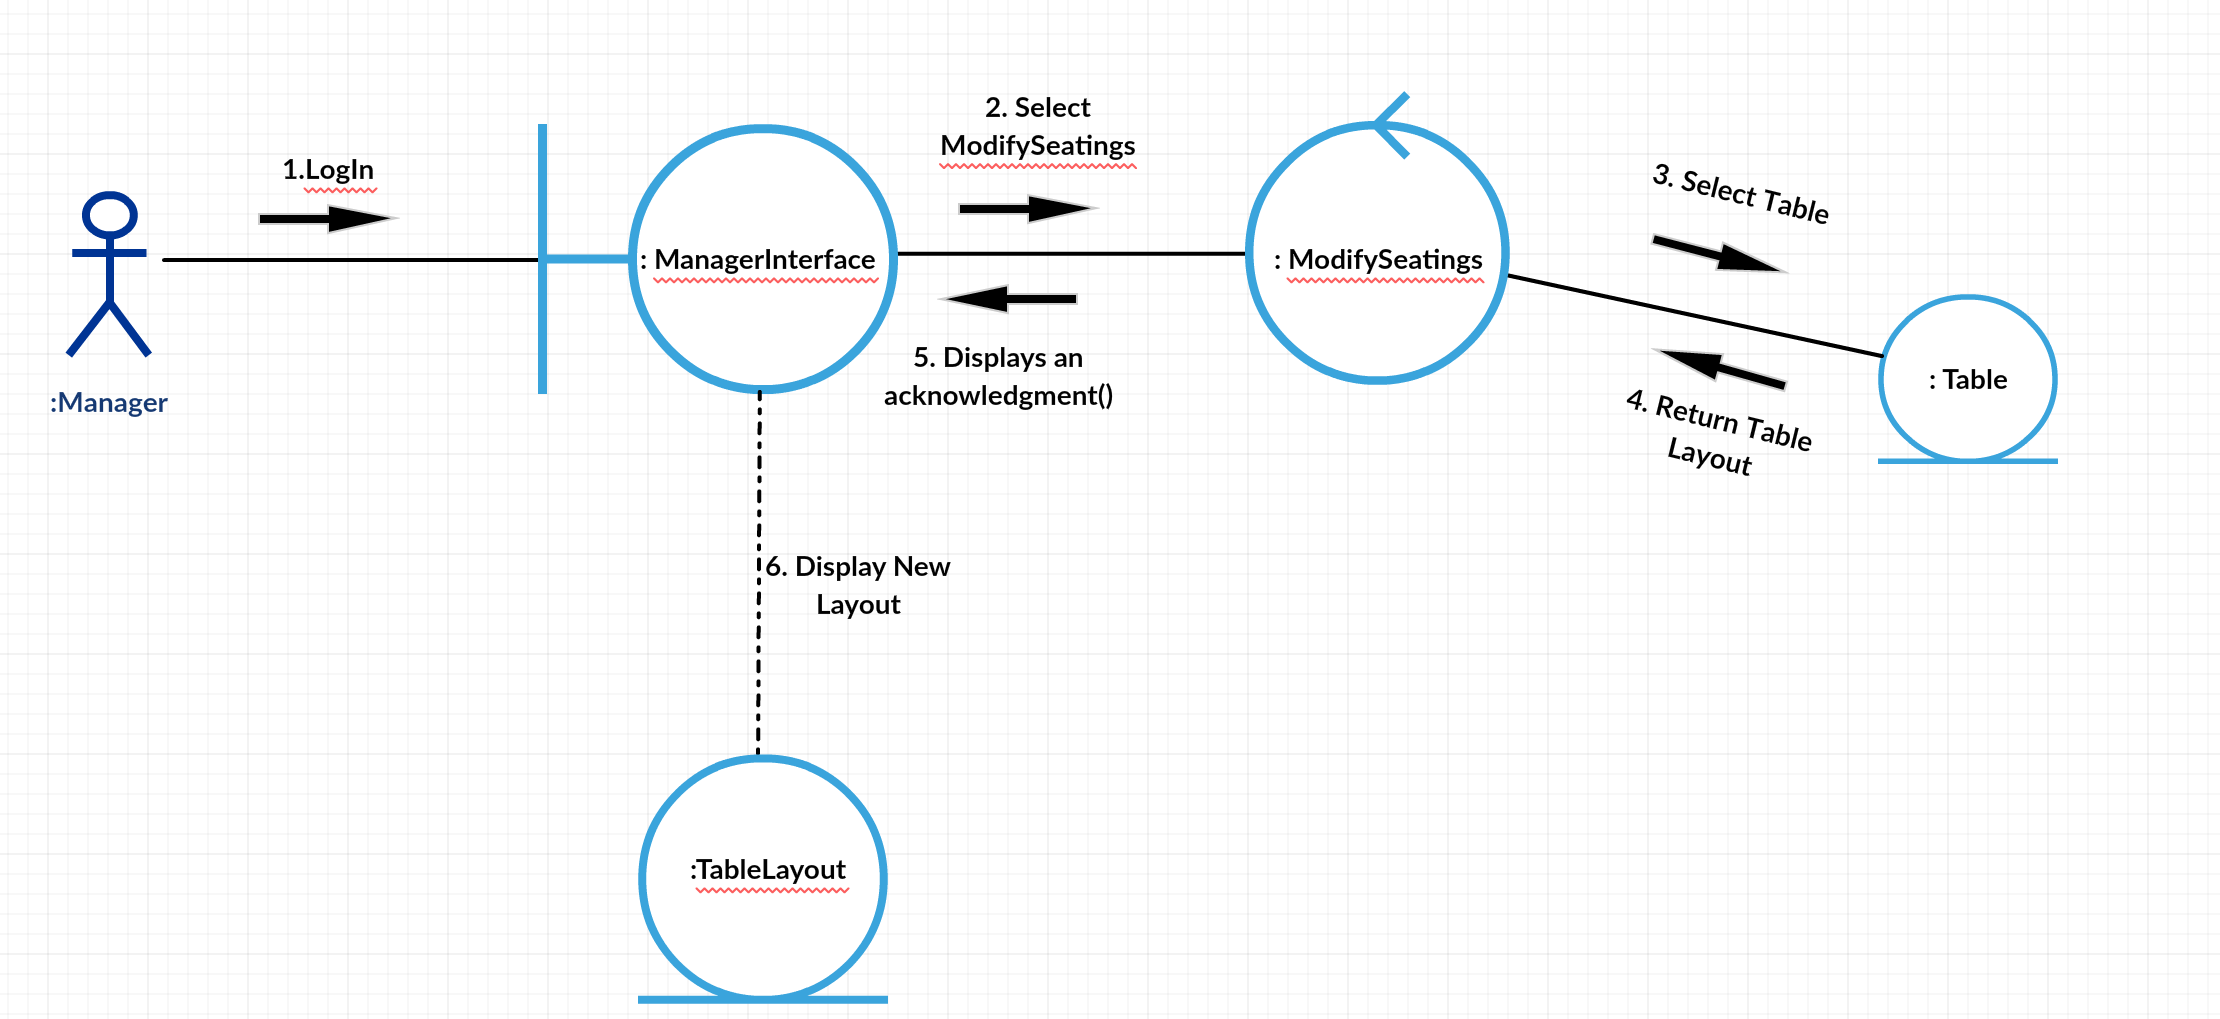 1.LogIn
:Manager
: ManagerInterface
2. Select
ModifySeatings
5. Displays an
acknowledgment()
: ModifySeatings
3. Select Table
4. Return Table
Layout
: Table
6. Display New
Layout
:TableLayout